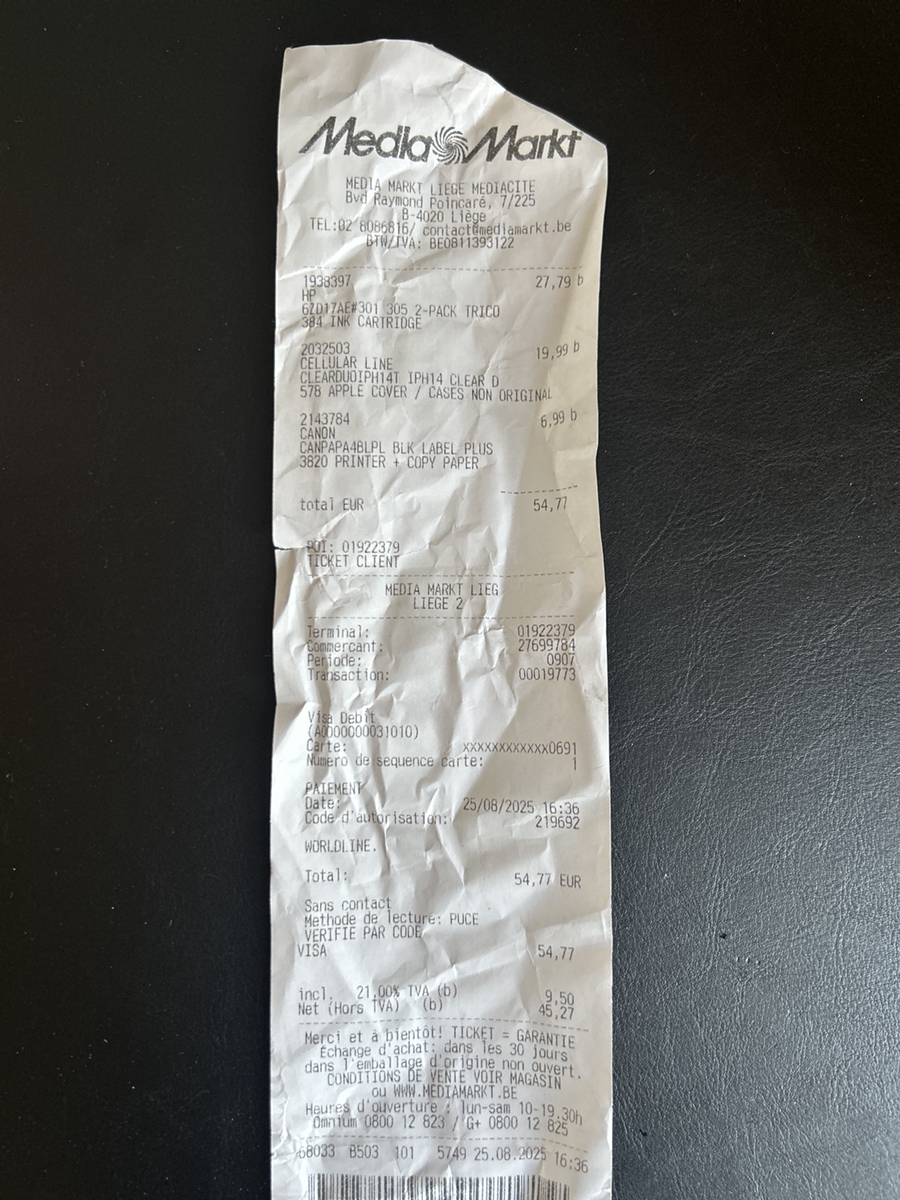 Media Markt
MEDIA MARKT LIEGE MEDIACITE
Bvd Raymond Poincaré, 7/225
B-4020 Liège
TEL:02 8086816/ contact@mediamarkt.be
BTW/TVA: BE0811393122
1938397 27,79 b
HP
6ZD17AE#301 305 2-PACK TRICO
384 INK CARTRIDGE
2032503 19,99 b
CELLULAR LINE
CLEARDUOIPH14T IPH14 CLEAR D
578 APPLE COVER / CASES NON ORIGINAL
2143784 6,99 b
CANON
CANPAPA4BLPL BLK LABEL PLUS
3820 PRINTER + COPY PAPER
total EUR 54,77
POI: 01922379
TICKET CLIENT
MEDIA MARKT LIEG
LIEGE 2
Terminal: 01922379
Commercant: 27699784
Periode: 0907
Transaction: 00019773
Visa Debit
(A0000000031010)
Carte: xxxxxxxxxxxx0691
Numero de sequence carte: 1
PAIEMENT
Date: 25/08/2025 16:36
Code d'autorisation: 219692
WORLDLINE.
Total: 54,77 EUR
Sans contact
Methode de lecture: PUCE
VERIFIE PAR CODE
VISA 54,77
incl. 21,00% TVA (b) 9,50
Net (Hors TVA) (b) 45,27
Merci et à bientôt! TICKET = GARANTIE
Échange d'achat: dans les 30 jours
dans l'emballage d'origine non ouvert.
CONDITIONS DE VENTE VOIR MAGASIN
ou WWW.MEDIAMARKT.BE
Heures d'ouverture : lun-sam 10-19.30h
Omnium 0800 12 823 / G+ 0800 12 825
68033 B503 101 5749 25.08.2025 16:36